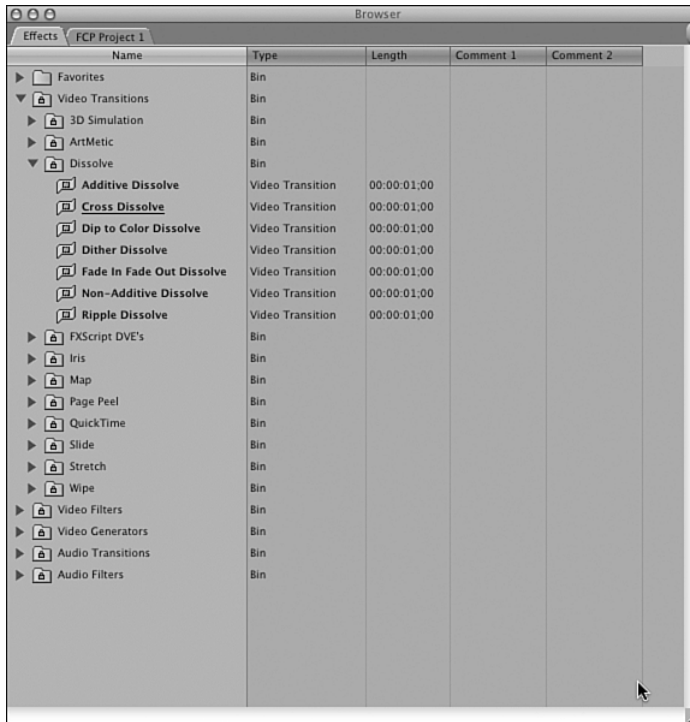 Browser
Effects FCP Project 1
Name Type Length Comment 1 Comment 2
Favorites Bin
Video Transitions Bin
3D Simulation Bin
ArtMetic Bin
Dissolve Bin
Additive Dissolve Video Transition 00:00:01;00
Cross Dissolve Video Transition 00:00:01;00
Dip to Color Dissolve Video Transition 00:00:01;00
Dither Dissolve Video Transition 00:00:01;00
Fade In Fade Out Dissolve Video Transition 00:00:01;00
Non-Additive Dissolve Video Transition 00:00:01;00
Ripple Dissolve Video Transition 00:00:01;00
FXScript DVE's Bin
Iris Bin
Map Bin
Page Peel Bin
QuickTime Bin
Slide Bin
Stretch Bin
Wipe Bin
Video Filters Bin
Video Generators Bin
Audio Transitions Bin
Audio Filters Bin